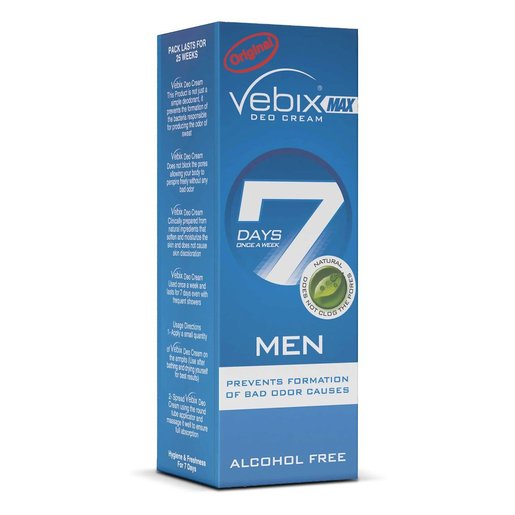 PACK LASTS FOR
25 WEEKS
Vebix Deo Cream
This Product is not just a
simple deodorant, it
prevents the formation of
the bacteria responsible
for producing the odor of
sweat
Vebix Deo Cream
Does not block the pores
allowing your body to
perspire freely without any
bad odor
Vebix Deo Cream
Clinically prepared from
natural ingredients that
soften and moisturize the
skin and does not cause
skin discoloration
Vebix Deo Cream
Used once a week and
lasts for 7 days even with
frequent showers
Usage Directions
1- Apply a small quantity
of Vebix Deo Cream on
the armpits (Use after
bathing and drying yourself
for best results)
2- Spread Vebix Deo
Cream using the round
tube applicator and
massage it well to ensure
full absorption
Hygiene & Freshness
For 7 Days
Original
Vebix® MAX
DEO CREAM
7
DAYS
ONCE A WEEK
NATURAL
DOES NOT CLOG THE PORES
MEN
PREVENTS FORMATION
OF BAD ODOR CAUSES
ALCOHOL FREE